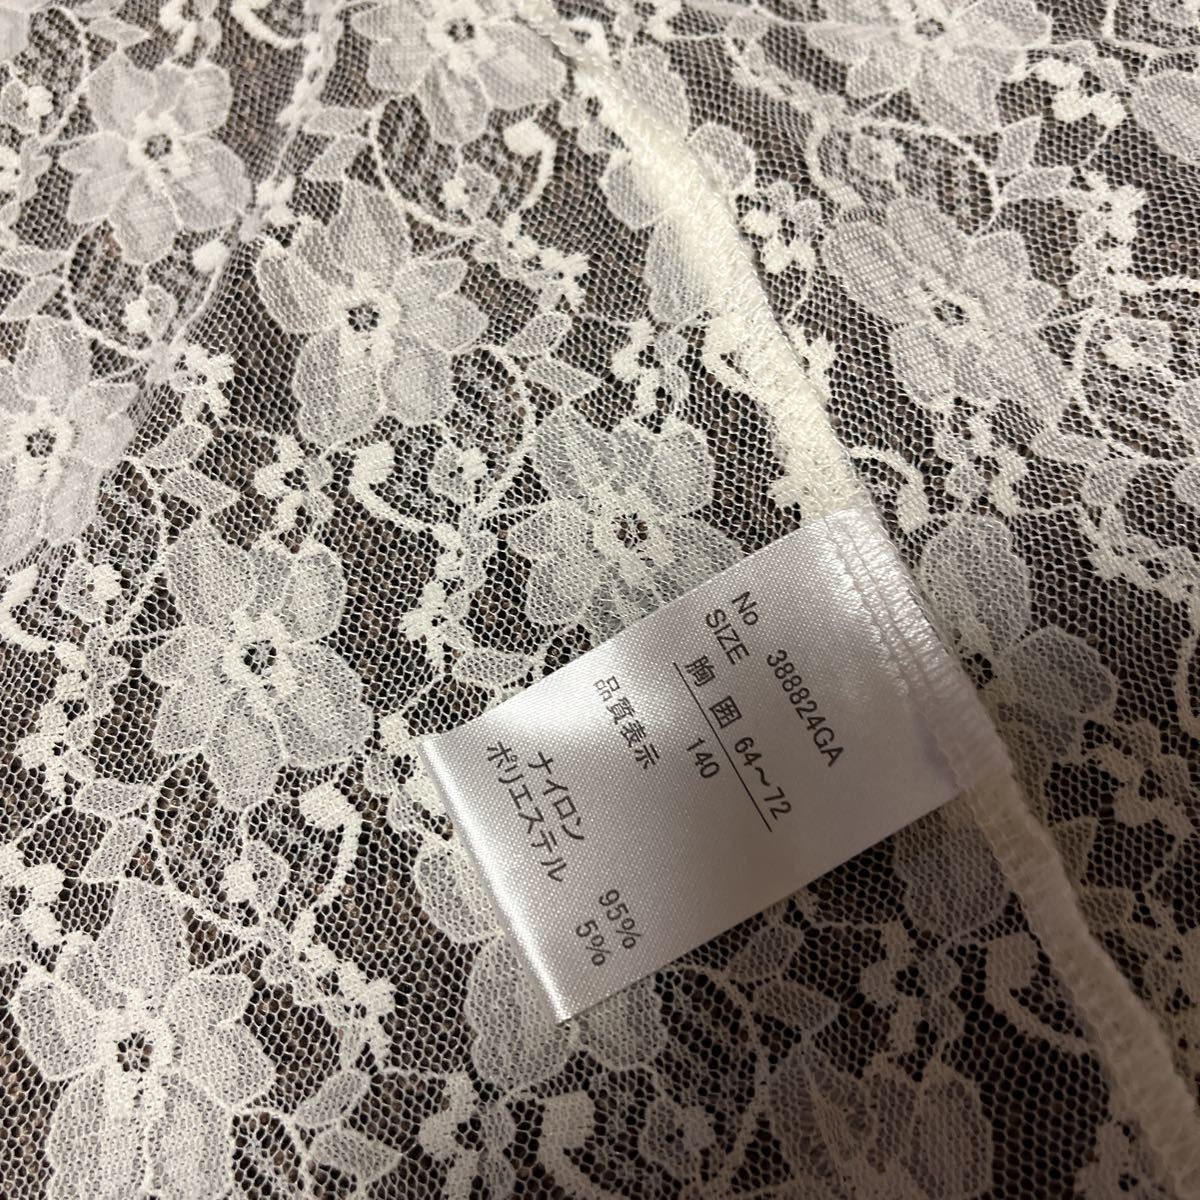 No 388824GA
SIZE
胸囲 64～72
140
品質表示
ナイロン 95%
ポリエステル 5%